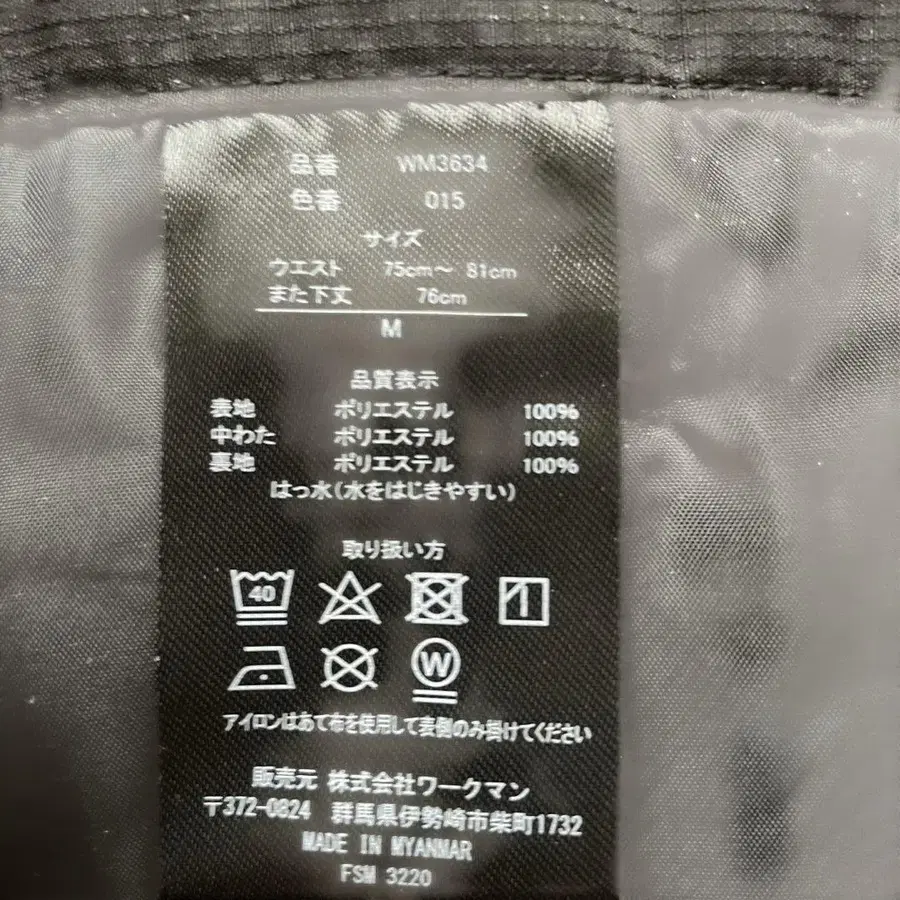 品番 WM3634
色番 015
サイズ
ウエスト 75cm～ 81cm
また下丈 76cm
M
品質表示
表地 ポリエステル 100%
中わた ポリエステル 100%
裏地 ポリエステル 100%
はっ水(水をはじきやすい)
取り扱い方
40
W
アイロンはあて布を使用して表側のみ掛けてください
販売元 株式会社ワークマン
〒372-0824 群馬県伊勢崎市柴町1732
MADE IN MYANMAR
FSM 3220